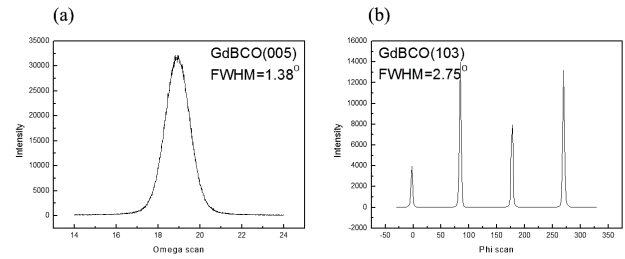 (a)
GdBCO(005)
FWHM=1.38°
35000
30000
25000
20000
15000
10000
5000
0
Intensity
14 16 18 20 22 24
Omega scan
(b)
GdBCO(103)
FWHM=2.75°
16000
14000
12000
10000
8000
6000
4000
2000
0
-2000
Intensity
-50 0 50 100 150 200 250 300 350
Phi scan